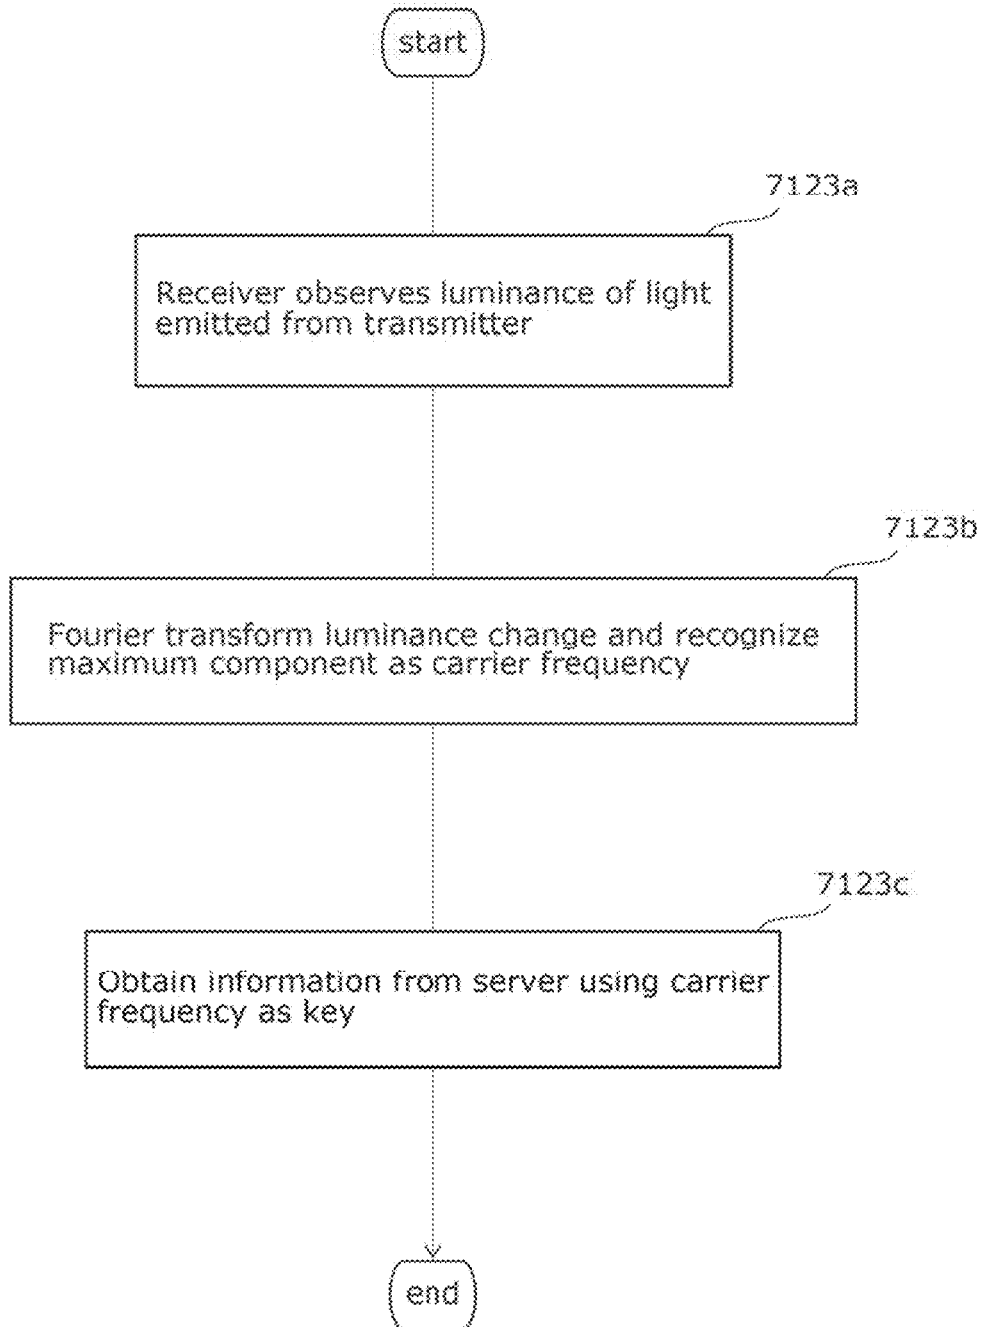 start
7123a
Receiver observes luminance of light
emitted from transmitter
7123b
Fourier transform luminance change and recognize
maximum component as carrier frequency
7123c
Obtain information from server using carrier
frequency as key
end